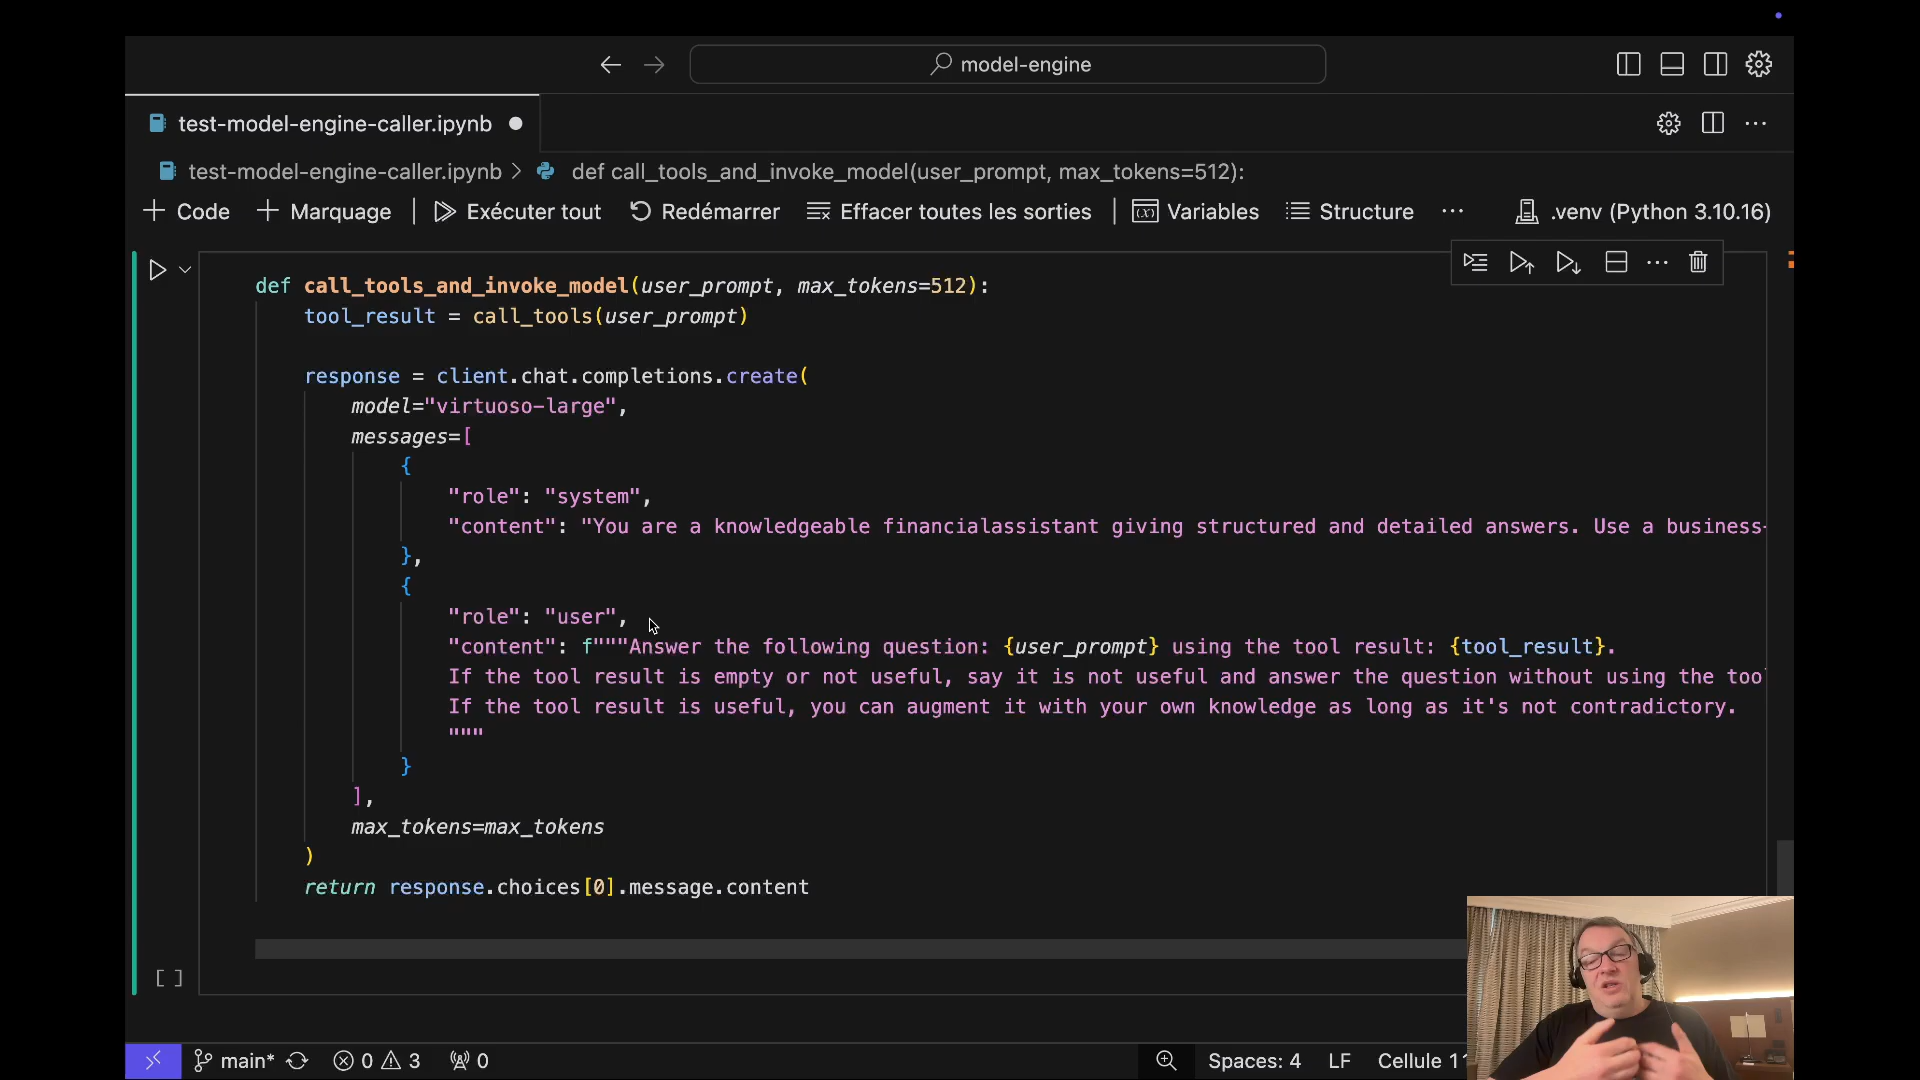 model-engine
test-model-engine-caller.ipynb
test-model-engine-caller.ipynb > def call_tools_and_invoke_model(user_prompt, max_tokens=512):
+ Code + Marquage | Exécuter tout Redémarrer Effacer toutes les sorties | Variables Structure ··· .venv (Python 3.10.16)
def call_tools_and_invoke_model(user_prompt, max_tokens=512):
tool_result = call_tools(user_prompt)
response = client.chat.completions.create(
model="virtuoso-large",
messages=[
{
"role": "system",
"content": "You are a knowledgeable financialassistant giving structured and detailed answers. Use a business-
},
{
"role": "user",
"content": f"""Answer the following question: {user_prompt} using the tool result: {tool_result}.
If the tool result is empty or not useful, say it is not useful and answer the question without using the too
If the tool result is useful, you can augment it with your own knowledge as long as it's not contradictory.
"""
}
],
max_tokens=max_tokens
)
return response.choices[0].message.content
[ ]
main* 0 3 0 Spaces: 4 LF Cellule 1